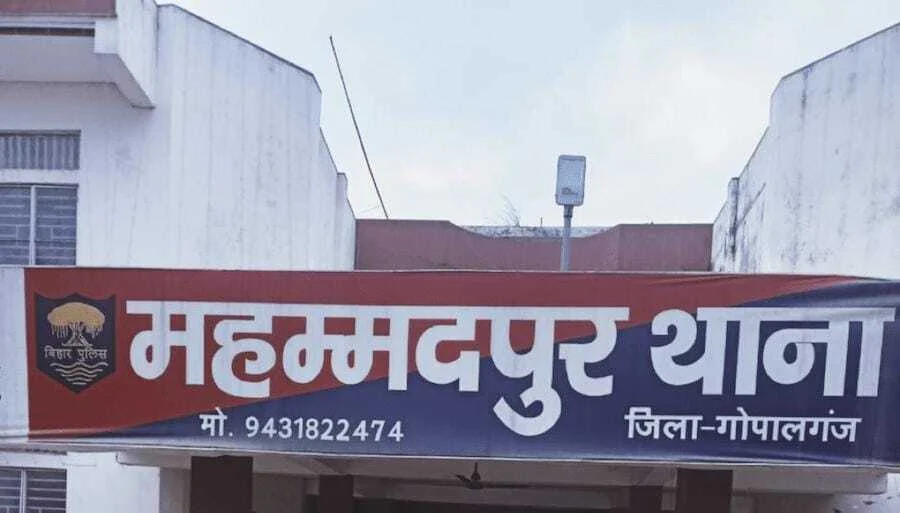 महम्मदपुर थाना
बिहार पुलिस
मो. 9431822474
जिला-गोपालगंज